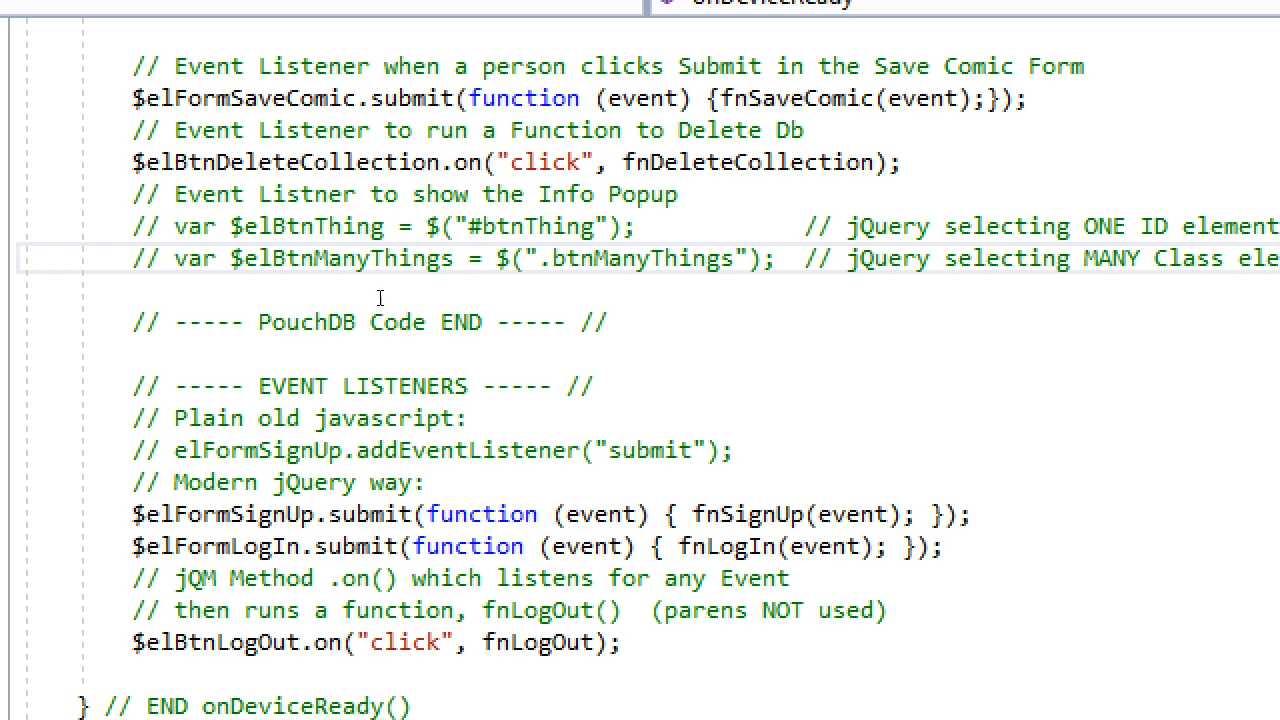 onDeviceReady
// Event Listener when a person clicks Submit in the Save Comic Form
$elFormSaveComic.submit(function (event) {fnSaveComic(event);});
// Event Listener to run a Function to Delete Db
$elBtnDeleteCollection.on("click", fnDeleteCollection);
// Event Listner to show the Info Popup
// var $elBtnThing = $("#btnThing"); // jQuery selecting ONE ID element
// var $elBtnManyThings = $(".btnManyThings"); // jQuery selecting MANY Class ele
// ----- PouchDB Code END ----- //
// ----- EVENT LISTENERS ----- //
// Plain old javascript:
// elFormSignUp.addEventListener("submit");
// Modern jQuery way:
$elFormSignUp.submit(function (event) { fnSignUp(event); });
$elFormLogIn.submit(function (event) { fnLogIn(event); });
// jQM Method .on() which listens for any Event
// then runs a function, fnLogOut() (parens NOT used)
$elBtnLogOut.on("click", fnLogOut);
} // END onDeviceReady()